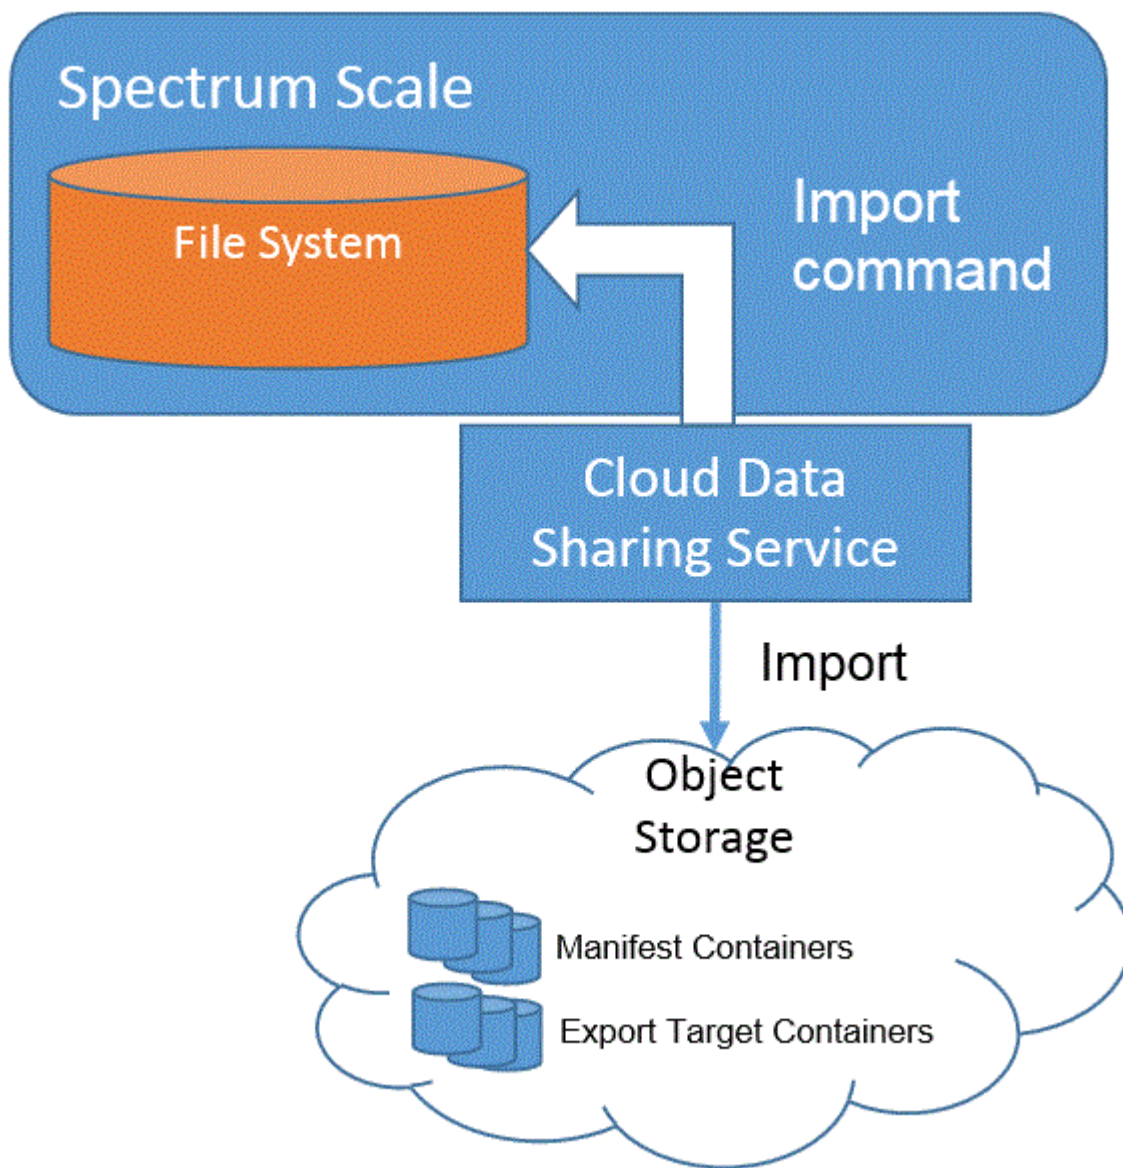 Spectrum Scale
File System
Import
command
Cloud Data
Sharing Service
Import
Object
Storage
Manifest Containers
Export Target Containers